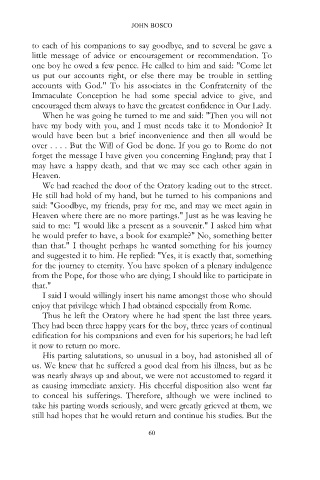 JOHN BOSCO
to each of his companions to say goodbye, and to several he gave a
little message of advice or encouragement or recommendation. To
one boy he owed a few pence. He called to him and said: "Come let
us put our accounts right, or else there may be trouble in settling
accounts with God." To his associates in the Confraternity of the
Immaculate Conception he had some special advice to give, and
encouraged them always to have the greatest confidence in Our Lady.
When he was going he turned to me and said: "Then you will not
have my body with you, and I must needs take it to Mondonio? It
would have been but a brief inconvenience and then all would be
over . . . . But the Will of God be done. If you go to Rome do not
forget the message I have given you concerning England; pray that I
may have a happy death, and that we may see each other again in
Heaven.
We had reached the door of the Oratory leading out to the street.
He still had hold of my hand, but he turned to his companions and
said: "Goodbye, my friends, pray for me, and may we meet again in
Heaven where there are no more partings." Just as he was leaving he
said to me: "I would like a present as a souvenir." I asked him what
he would prefer to have, a book for example?" No, something better
than that." I thought perhaps he wanted something for his journey
and suggested it to him. He replied: "Yes, it is exactly that, something
for the journey to eternity. You have spoken of a plenary indulgence
from the Pope, for those who are dying; I should like to participate in
that."
I said I would willingly insert his name amongst those who should
enjoy that privilege which I had obtained especially from Rome.
Thus he left the Oratory where he had spent the last three years.
They had been three happy years for the boy, three years of continual
edification for his companions and even for his superiors; he had left
it now to return no more.
His parting salutations, so unusual in a boy, had astonished all of
us. We knew that he suffered a good deal from his illness, but as he
was nearly always up and about, we were not accustomed to regard it
as causing immediate anxiety. His cheerful disposition also went far
to conceal his sufferings. Therefore, although we were inclined to
take his parting words seriously, and were greatly grieved at them, we
still had hopes that he would return and continue his studies. But the
60